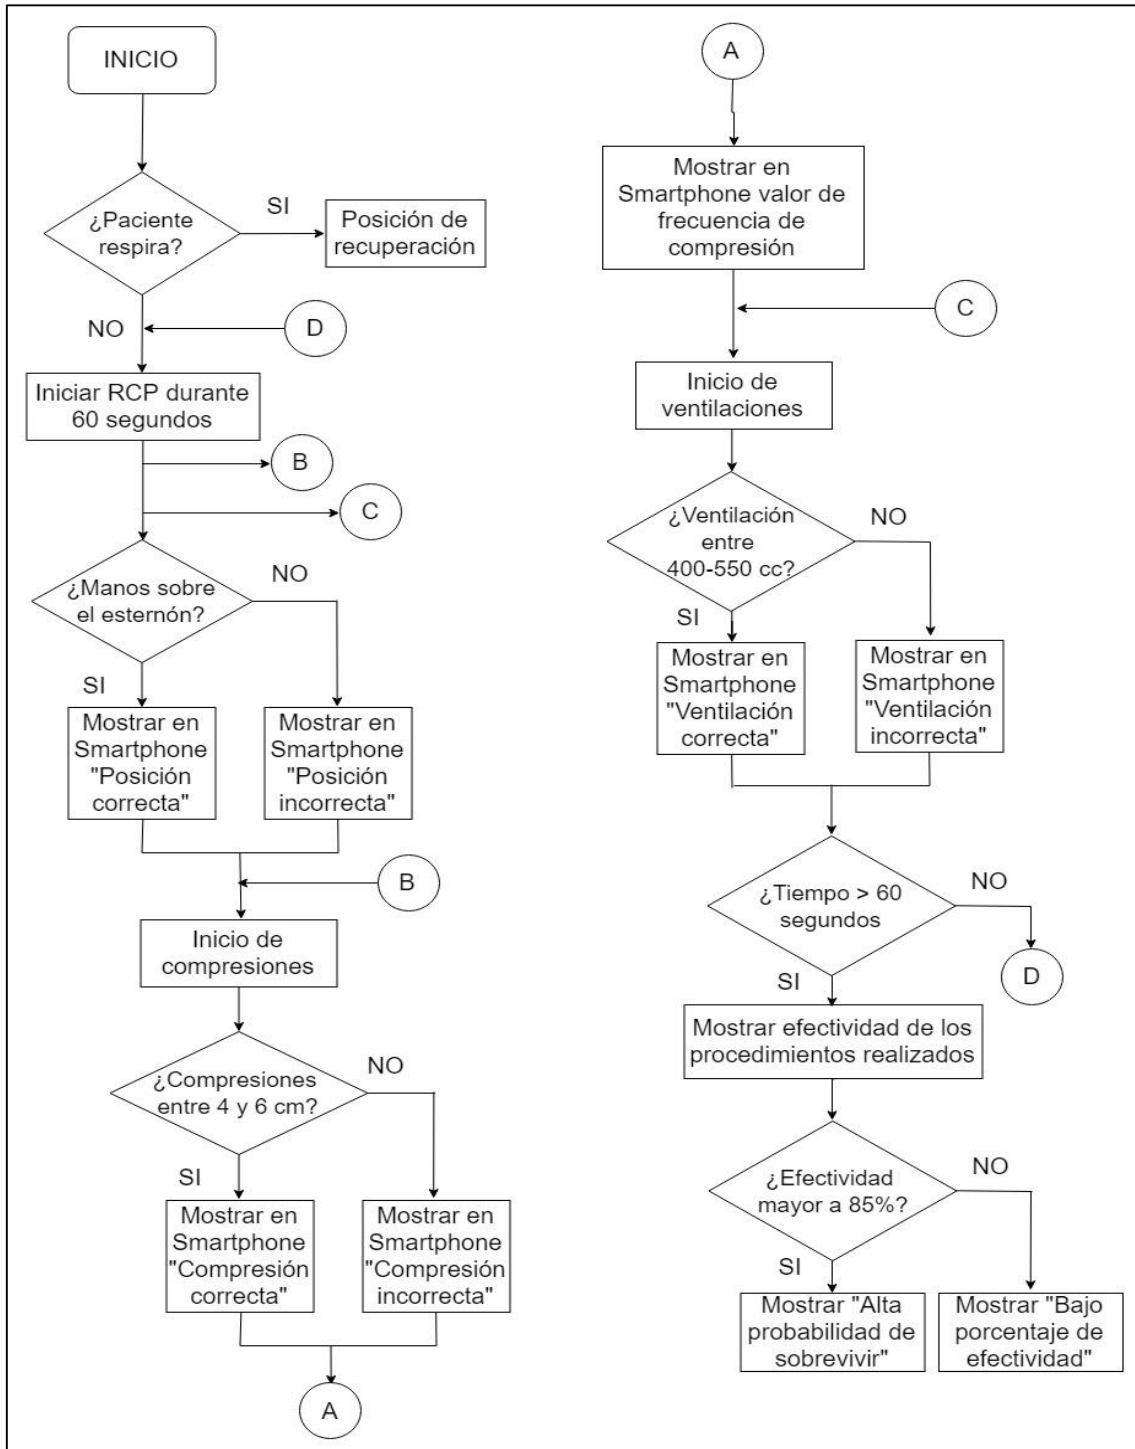 INICIO
¿Paciente
respira?
SI
Posición de
recuperación
NO
D
Iniciar RCP durante
60 segundos
B
C
¿Manos sobre
el esternón?
NO
SI
Mostrar en
Smartphone
"Posición
correcta"
Mostrar en
Smartphone
"Posición
incorrecta"
B
Inicio de
compresiones
¿Compresiones
entre 4 y 6 cm?
NO
SI
Mostrar en
Smartphone
"Compresión
correcta"
Mostrar en
Smartphone
"Compresión
incorrecta"
A
A
Mostrar en
Smartphone valor de
frecuencia de
compresión
C
Inicio de
ventilaciones
¿Ventilación
entre
400-550 cc?
NO
SI
Mostrar en
Smartphone
"Ventilación
correcta"
Mostrar en
Smartphone
"Ventilación
incorrecta"
¿Tiempo > 60
segundos
NO
D
SI
Mostrar efectividad de los
procedimientos realizados
¿Efectividad
mayor a 85%?
NO
SI
Mostrar "Alta
probabilidad de
sobrevivir"
Mostrar "Bajo
porcentaje de
efectividad"